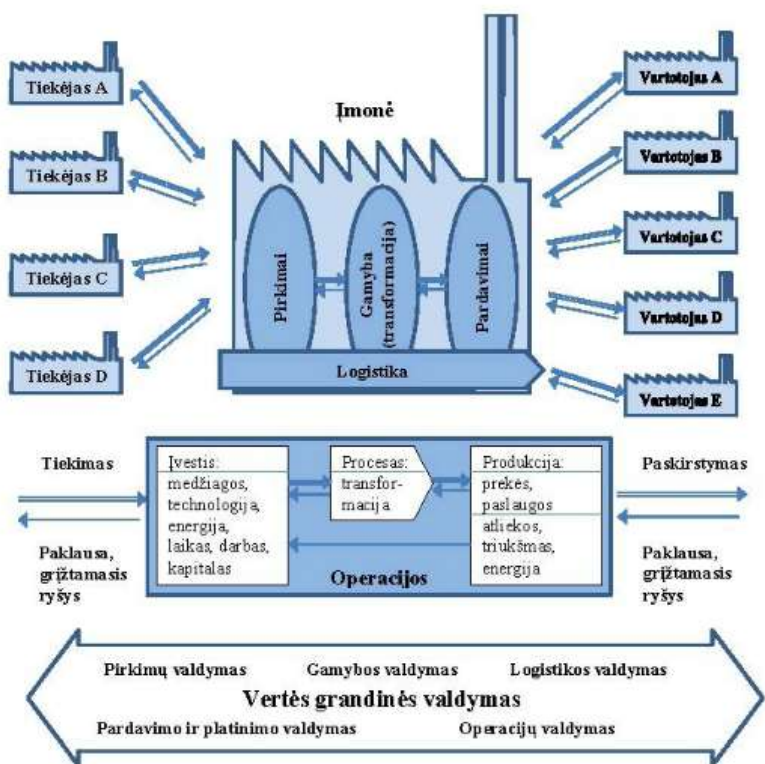 Tiekėjas A
Tiekėjas B
Tiekėjas C
Tiekėjas D
Įmonė
Pirkimai
Gamyba
(transformacija)
Pardavimai
Logistika
Vartotojas A
Vartotojas B
Vartotojas C
Vartotojas D
Vartotojas E
Tiekimas
Paklausa,
grįžtamasis
ryšys
Įvestis:
medžiagos,
technologija,
energija,
laikas, darbas,
kapitalas
Procesas:
transfor-
macija
Produkcija:
prekės,
paslaugos
atliekos,
triukšmas,
energija
Operacijos
Paskirstymas
Paklausa,
grįžtamasis
ryšys
Pirkimų valdymas Gamybos valdymas Logistikos valdymas
Vertės grandinės valdymas
Pardavimo ir platinimo valdymas Operacijų valdymas